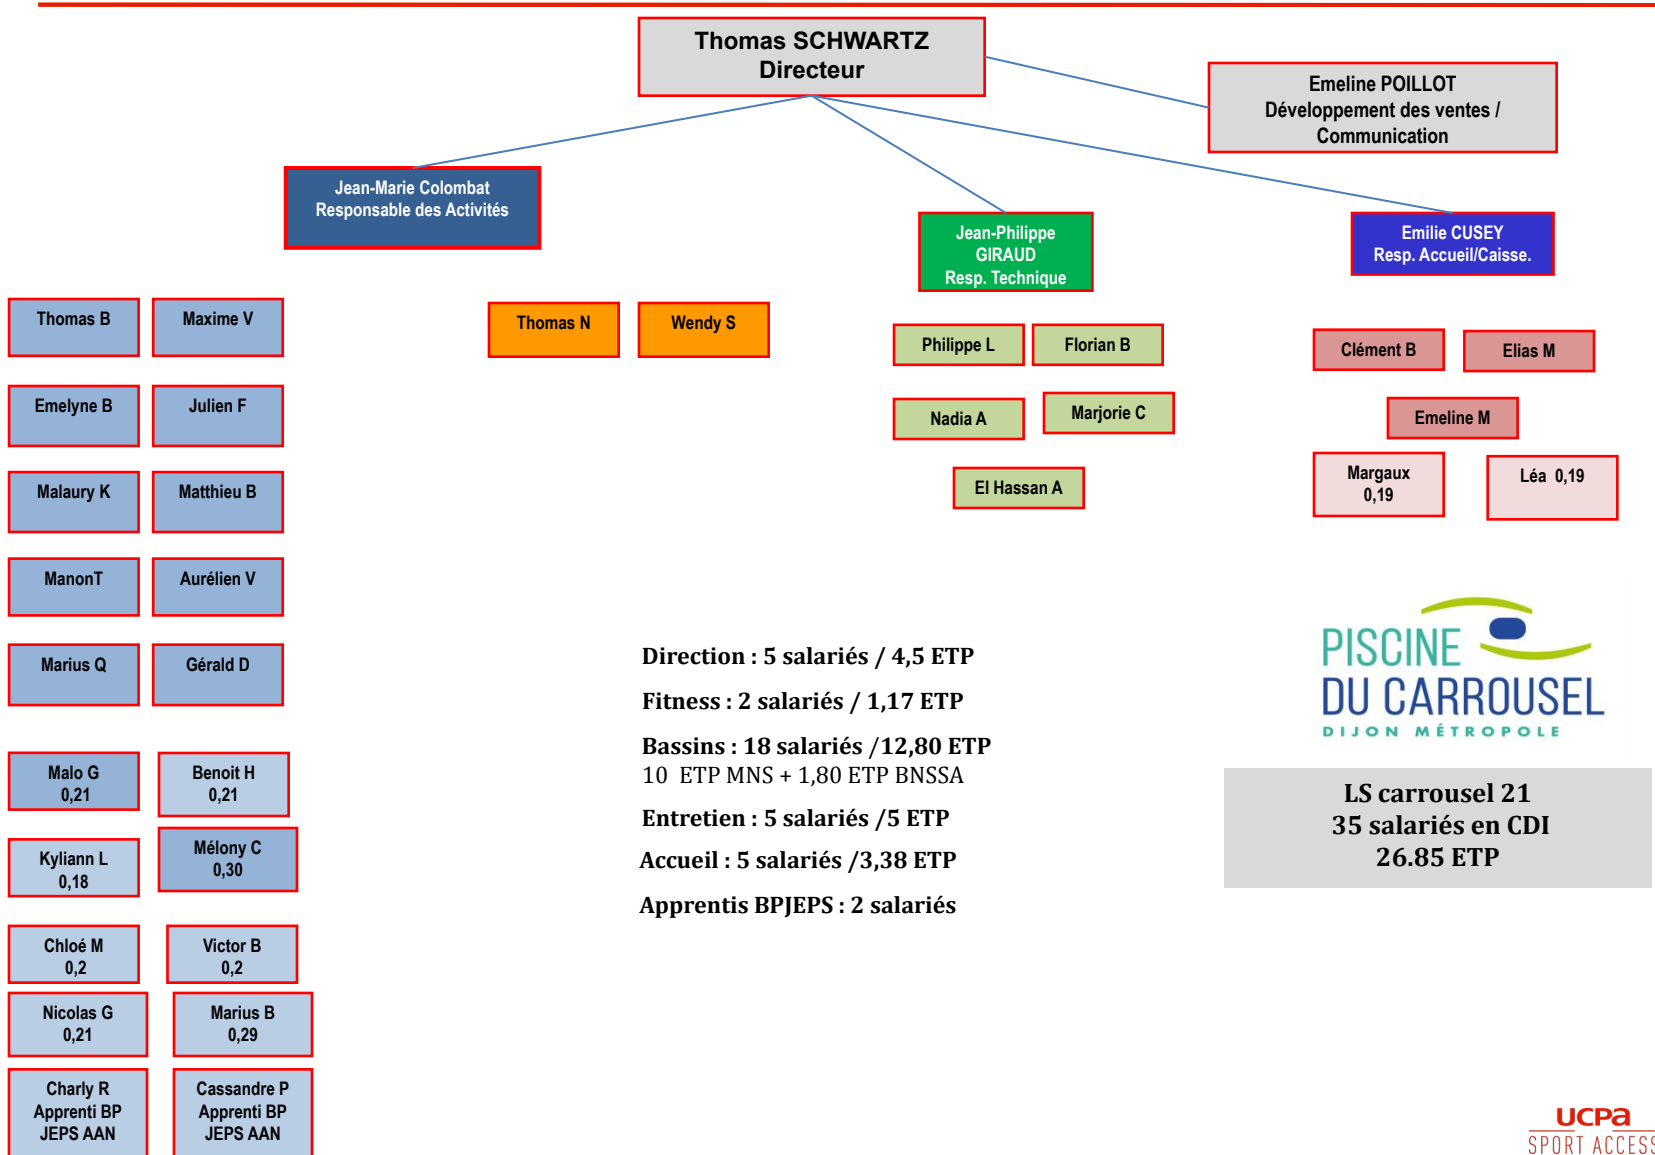 Thomas SCHWARTZ
Directeur
Emeline POILLOT
Développement des ventes /
Communication
Jean-Marie Colombat
Responsable des Activités
Jean-Philippe
GIRAUD
Resp. Technique
Emilie CUSEY
Resp. Accueil/Caisse.
Thomas B
Maxime V
Emelyne B
Julien F
Malaury K
Matthieu B
ManonT
Aurélien V
Marius Q
Gérald D
Malo G
0,21
Benoit H
0,21
Kyliann L
0,18
Mélony C
0,30
Chloé M
0,2
Victor B
0,2
Nicolas G
0,21
Marius B
0,29
Charly R
Apprenti BP
JEPS AAN
Cassandre P
Apprenti BP
JEPS AAN
Thomas N
Wendy S
Philippe L
Florian B
Nadia A
Marjorie C
El Hassan A
Clément B
Elias M
Emeline M
Margaux
0,19
Léa 0,19
Direction : 5 salariés / 4,5 ETP
Fitness : 2 salariés / 1,17 ETP
Bassins : 18 salariés /12,80 ETP
10 ETP MNS + 1,80 ETP BNSSA
Entretien : 5 salariés /5 ETP
Accueil : 5 salariés /3,38 ETP
Apprentis BPJEPS : 2 salariés
PISCINE
DU CARROUSEL
DIJON MÉTROPOLE
LS carrousel 21
35 salariés en CDI
26.85 ETP
UCPA
SPORT ACCESS